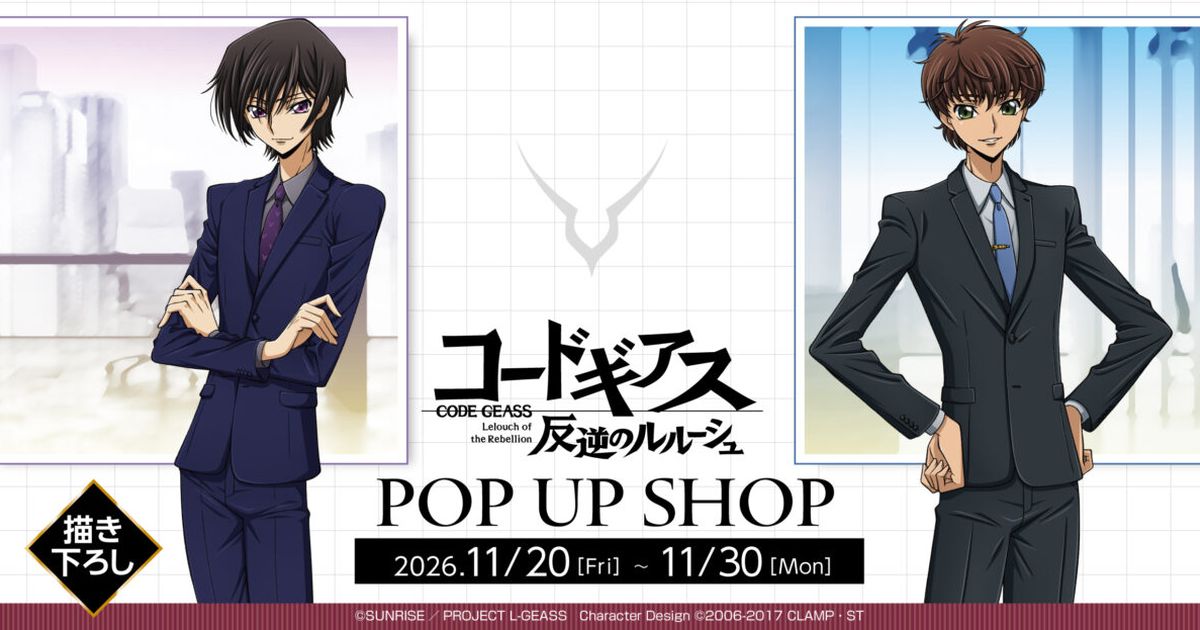 コードギアス
CODE GEASS
Lelouch of
the Rebellion
反逆のルルーシュ
POP UP SHOP
2026.11/20 [Fri] ~ 11/30 [Mon]
描き
下ろし
©SUNRISE／PROJECT L-GEASS Character Design ©2006-2017 CLAMP・ST